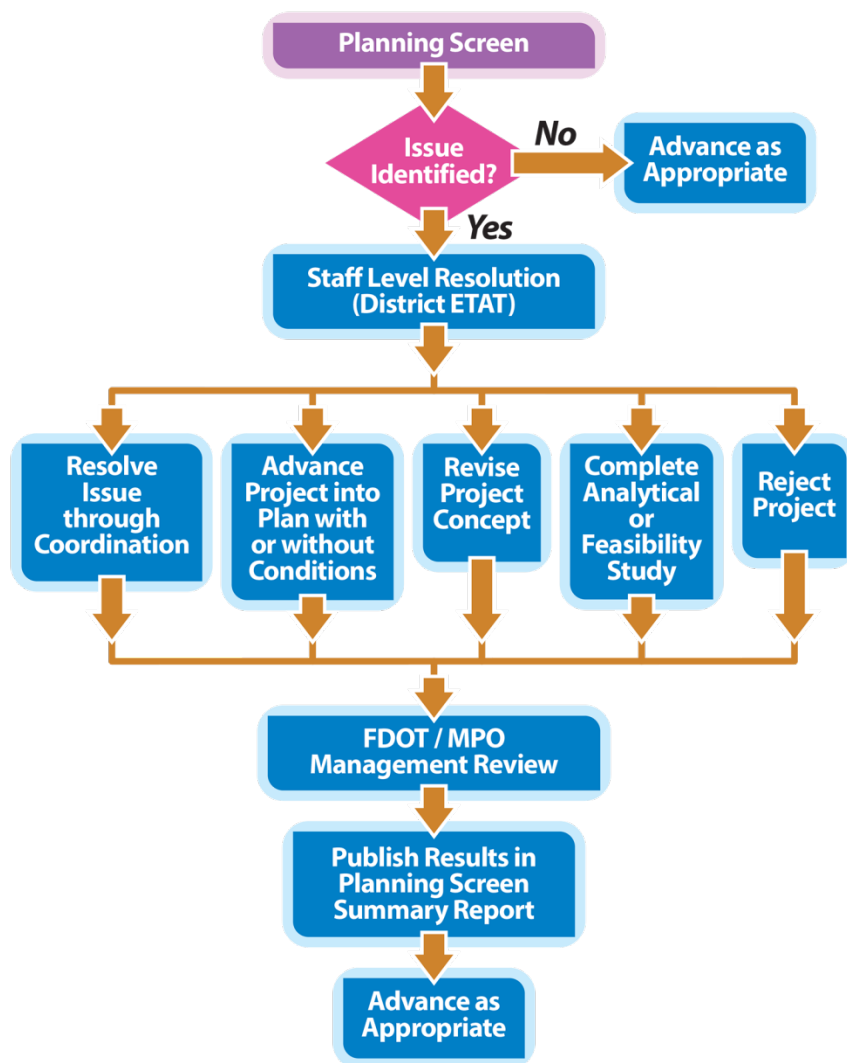 Planning Screen
Issue
Identified?
No
Advance as
Appropriate
Yes
Staff Level Resolution
(District ETAT)
Resolve
Issue
through
Coordination
Advance
Project into
Plan with
or without
Conditions
Revise
Project
Concept
Complete
Analytical
or
Feasibility
Study
Reject
Project
FDOT / MPO
Management Review
Publish Results in
Planning Screen
Summary Report
Advance as
Appropriate